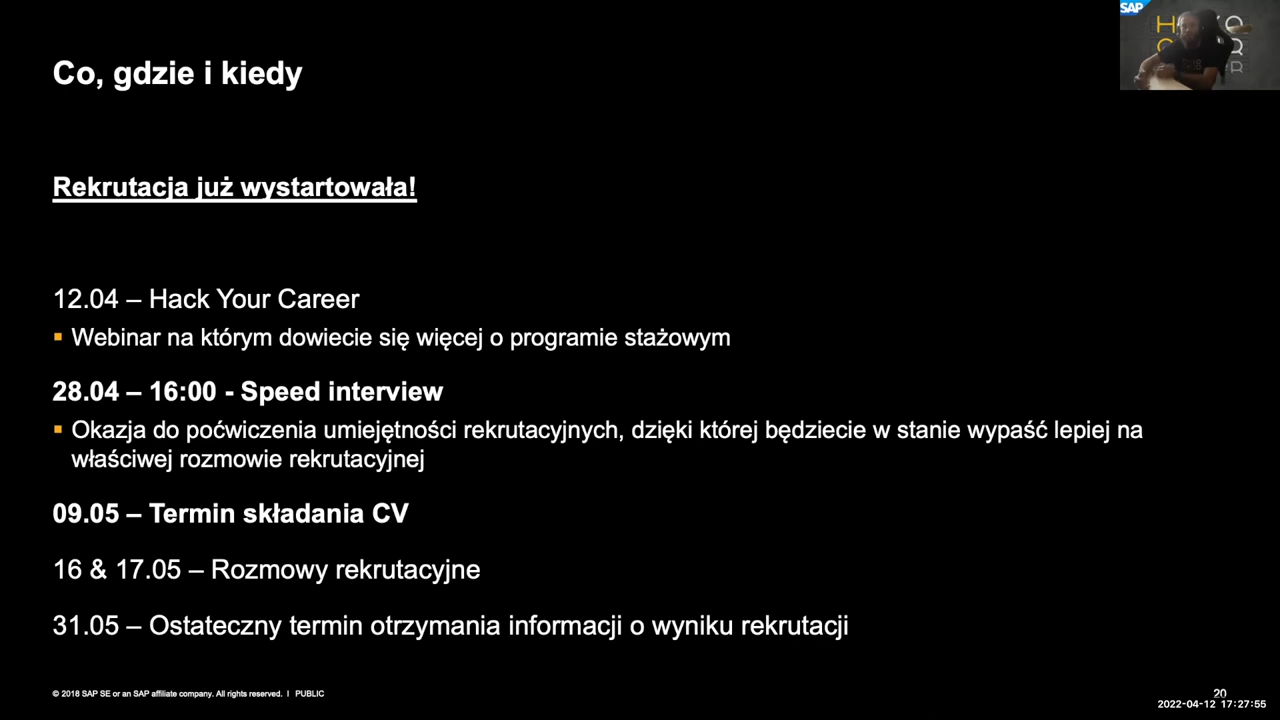 SAP
Co, gdzie i kiedy
Rekrutacja już wystartowała!
12.04 – Hack Your Career
▪ Webinar na którym dowiecie się więcej o programie stażowym
28.04 – 16:00 - Speed interview
▪ Okazja do poćwiczenia umiejętności rekrutacyjnych, dzięki której będziecie w stanie wypaść lepiej na
właściwej rozmowie rekrutacyjnej
09.05 – Termin składania CV
16 & 17.05 – Rozmowy rekrutacyjne
31.05 – Ostateczny termin otrzymania informacji o wyniku rekrutacji
© 2018 SAP SE or an SAP affiliate company. All rights reserved. I PUBLIC
20
2022-04-12 17:27:55